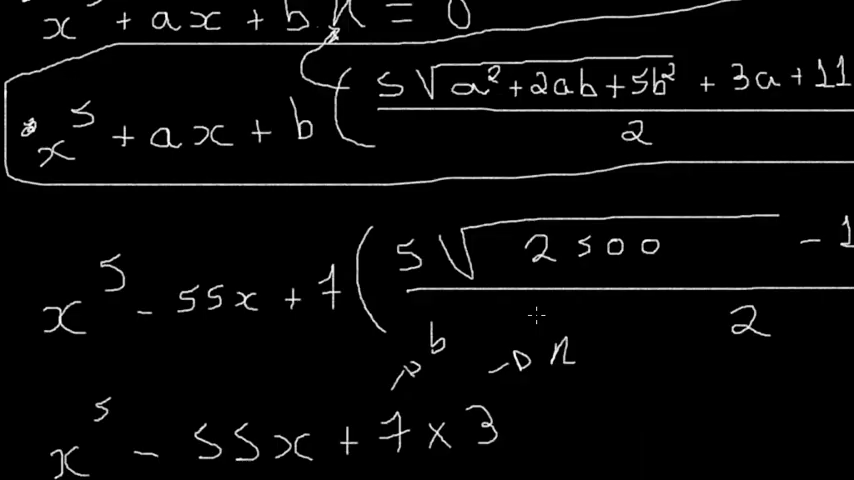 x⁵ + ax + b n = 0
x⁵ + ax + b ( (5√(a² + 2ab + 5b²) + 3a + 11
2
x⁵ - 55x + 7 ( 5√2500 - 1
2
b
n
x⁵ - 55x + 7 × 3